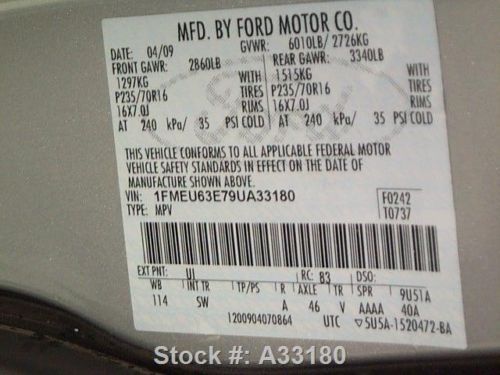 MFD. BY FORD MOTOR CO.
DATE: 04/09 GVWR: 6010LB/ 2726KG
FRONT GAWR: 2860LB REAR GAWR: 3340LB
1297KG WITH 1515KG WITH
P235/70R16 TIRES P235/70R16 TIRES
16X7.0J RIMS 16X7.0J RIMS
AT 240 kPa/ 35 PSI COLD AT 240 kPa/ 35 PSI COLD
THIS VEHICLE CONFORMS TO ALL APPLICABLE FEDERAL MOTOR
VEHICLE SAFETY STANDARDS IN EFFECT ON THE DATE OF
MANUFACTURE SHOWN ABOVE.
VIN: 1FMEU63E79UA33180 F0242
TYPE: MPV T0737
EXT PNT: UI RC: 83 DSO:
WB INT TR TP/PS R AXLE TR SPR 9U51A
114 SW A 46 V AAAA 40A
1200904070864 UTC ▽5U5A-1520472-BA
Stock #: A33180